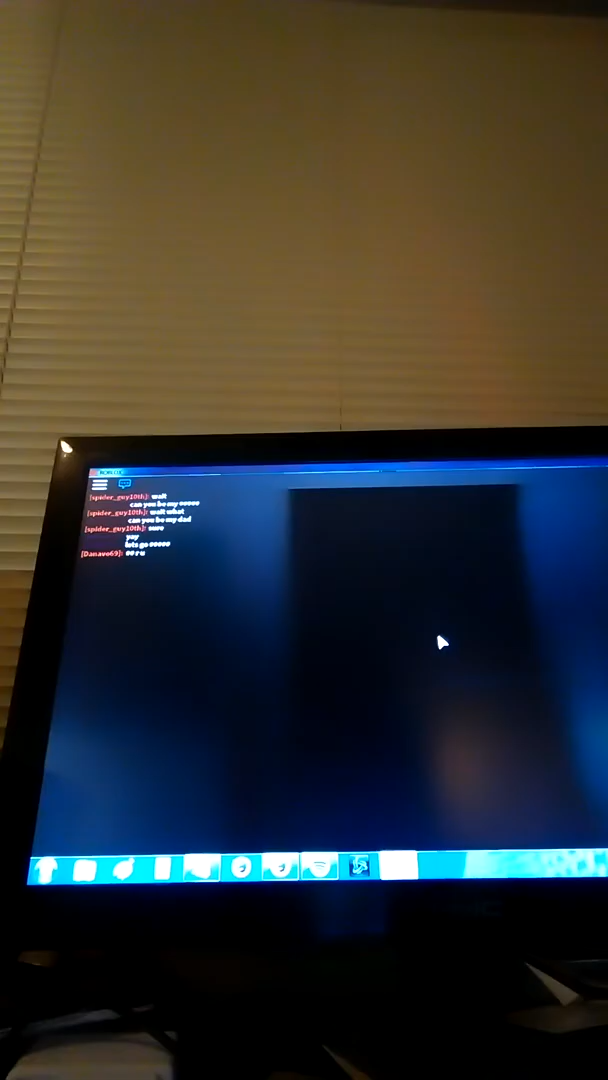 ROBLOX
[spider_guy10th]: wait
can you be my #####
[spider_guy10th]: wait what
can you be my dad
[spider_guy10th]: sure
yay
lets go #####
[Danavo69]: ## r u